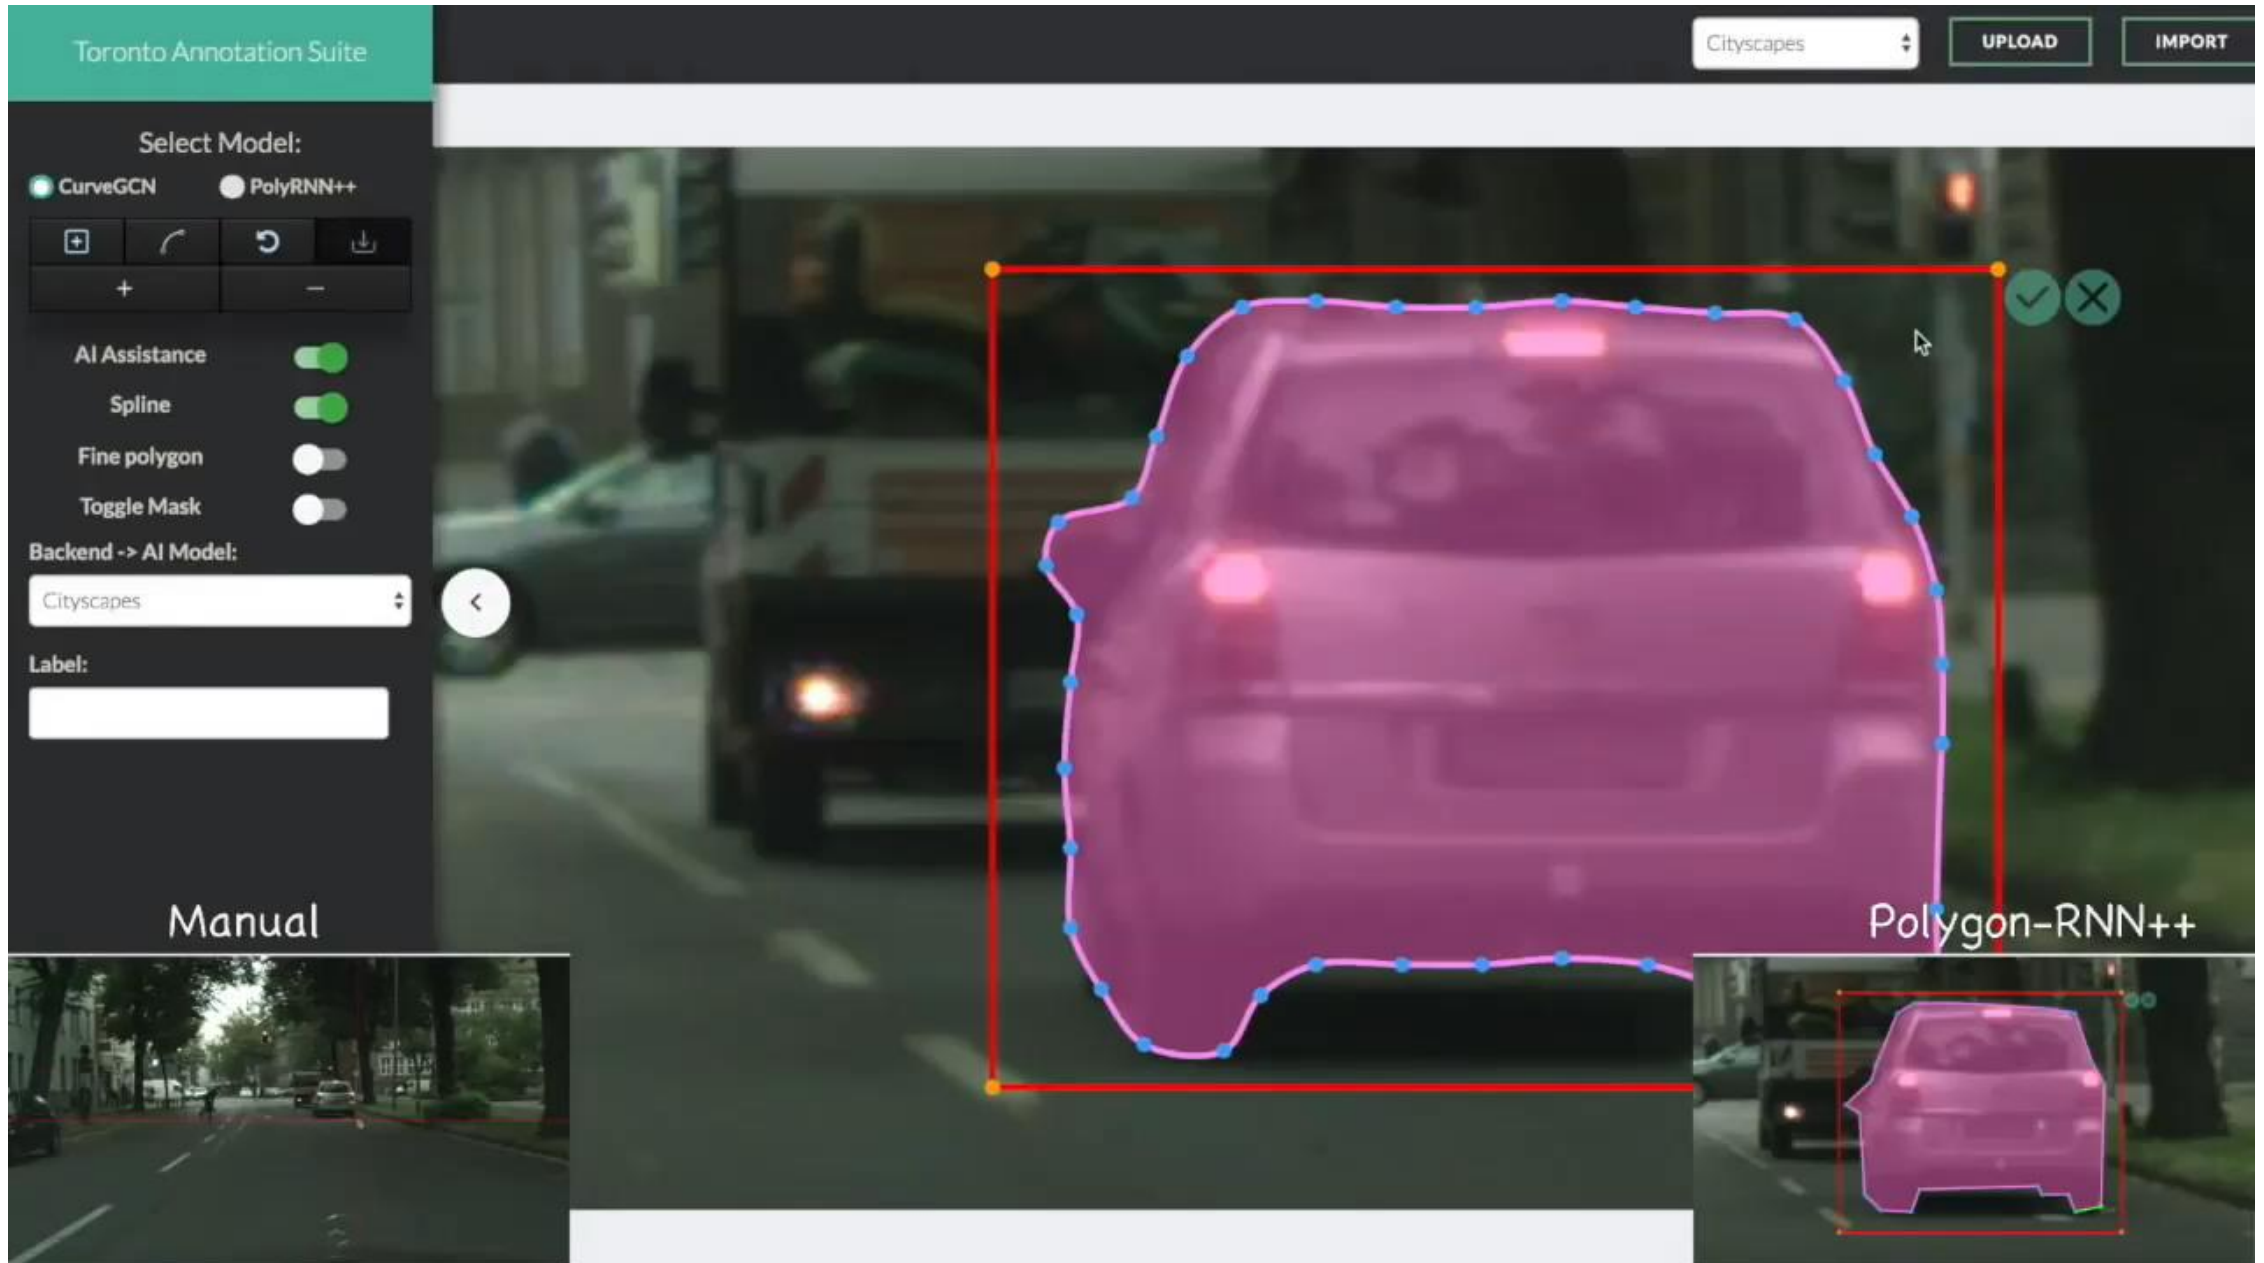 Toronto Annotation Suite
Cityscapes
UPLOAD
IMPORT
Select Model:
CurveGCN
PolyRNN++
+
−
AI Assistance
Spline
Fine polygon
Toggle Mask
Backend -> AI Model:
Cityscapes
Label:
Manual
Polygon-RNN++